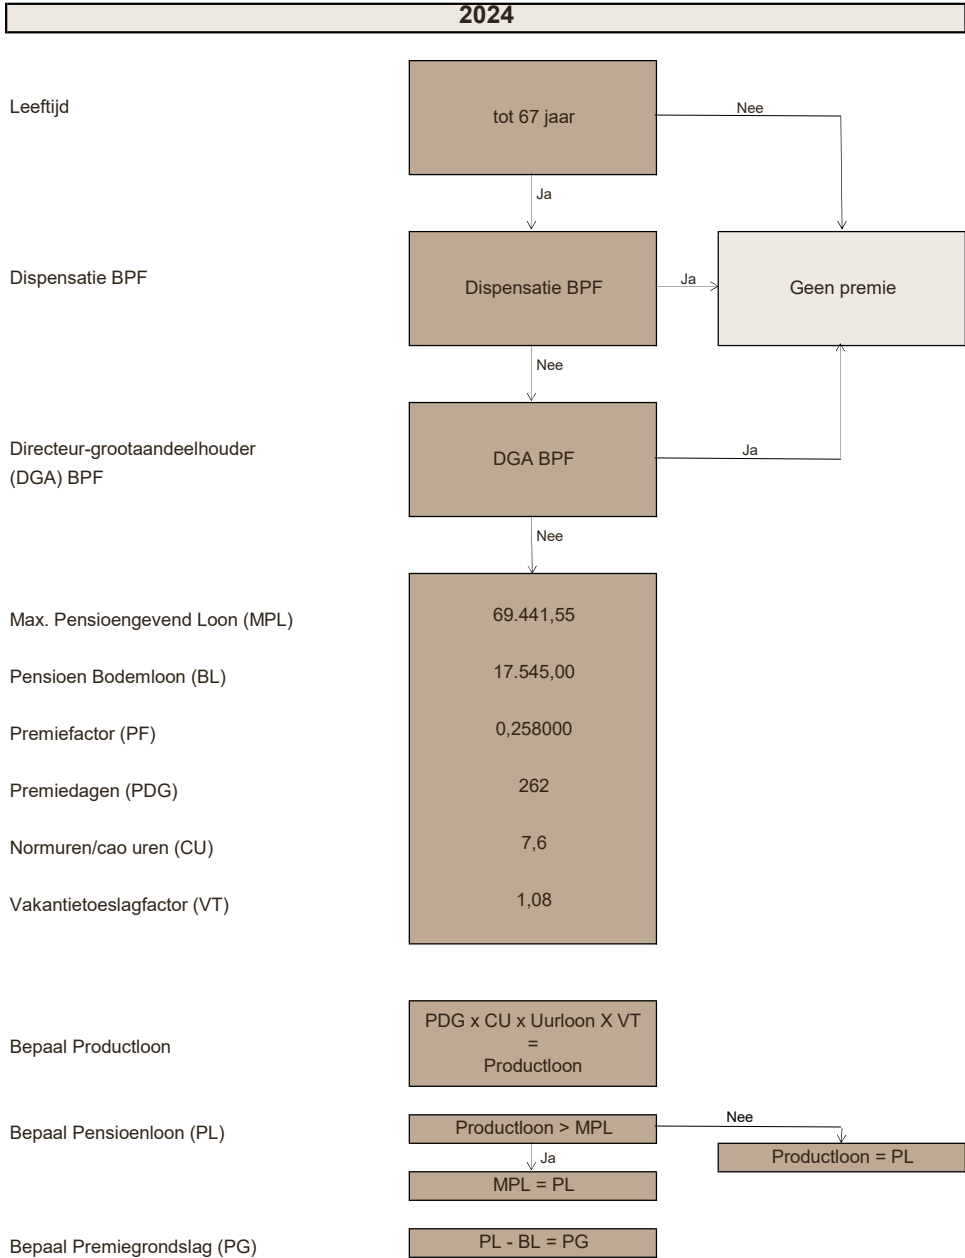 2024
Leeftijd
tot 67 jaar
Nee
Ja
Dispensatie BPF
Dispensatie BPF
Ja
Geen premie
Nee
Directeur-grootaandeelhouder
(DGA) BPF
DGA BPF
Ja
Nee
Max. Pensioengevend Loon (MPL)
69.441,55
Pensioen Bodemloon (BL)
17.545,00
Premiefactor (PF)
0,258000
Premiedagen (PDG)
262
Normuren/cao uren (CU)
7,6
Vakantietoeslagfactor (VT)
1,08
Bepaal Productloon
PDG x CU x Uurloon X VT
=
Productloon
Bepaal Pensioenloon (PL)
Productloon > MPL
Nee
Ja
Productloon = PL
MPL = PL
Bepaal Premiegrondslag (PG)
PL - BL = PG